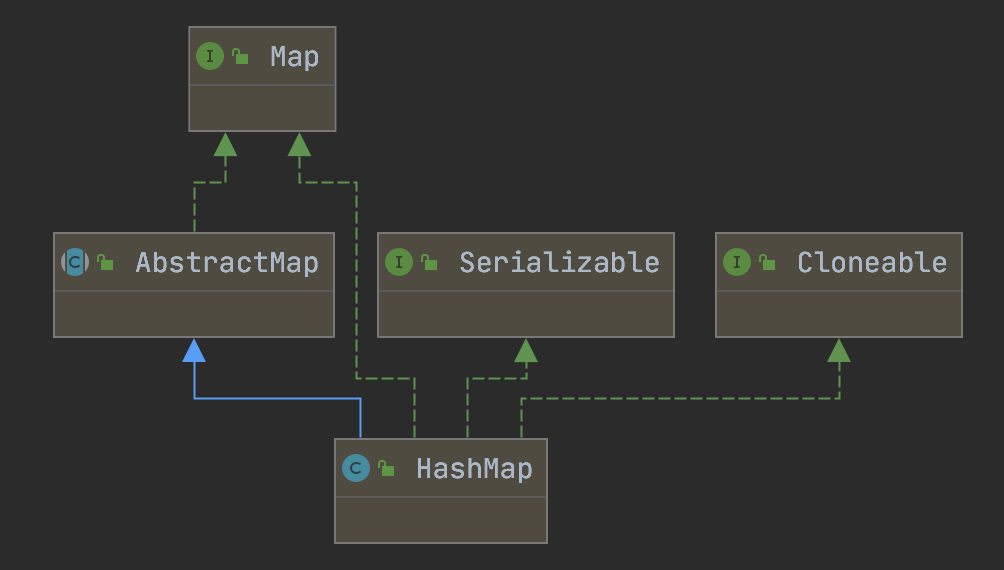 I Map
C AbstractMap
I Serializable
I Cloneable
C HashMap